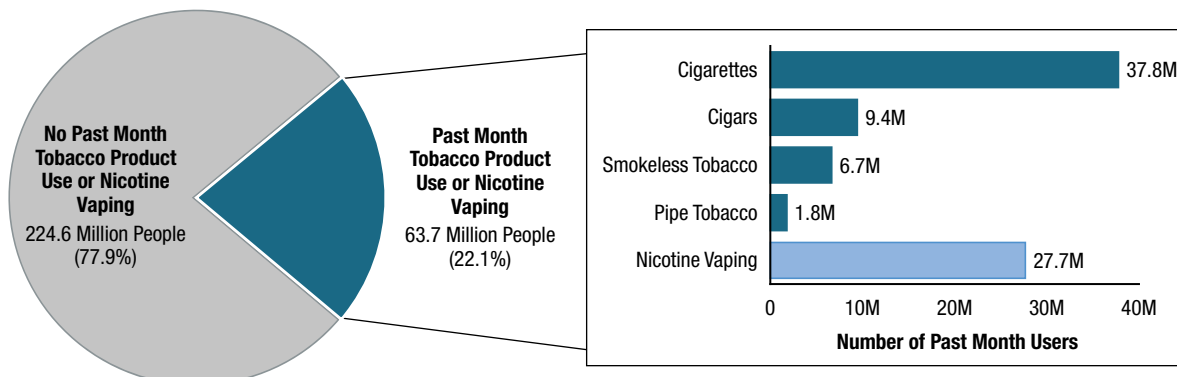 No Past Month
Tobacco Product
Use or Nicotine
Vaping
224.6 Million People
(77.9%)
Past Month
Tobacco Product
Use or Nicotine
Vaping
63.7 Million People
(22.1%)
Cigarettes 37.8M
Cigars 9.4M
Smokeless Tobacco 6.7M
Pipe Tobacco 1.8M
Nicotine Vaping 27.7M
0 10M 20M 30M 40M
Number of Past Month Users